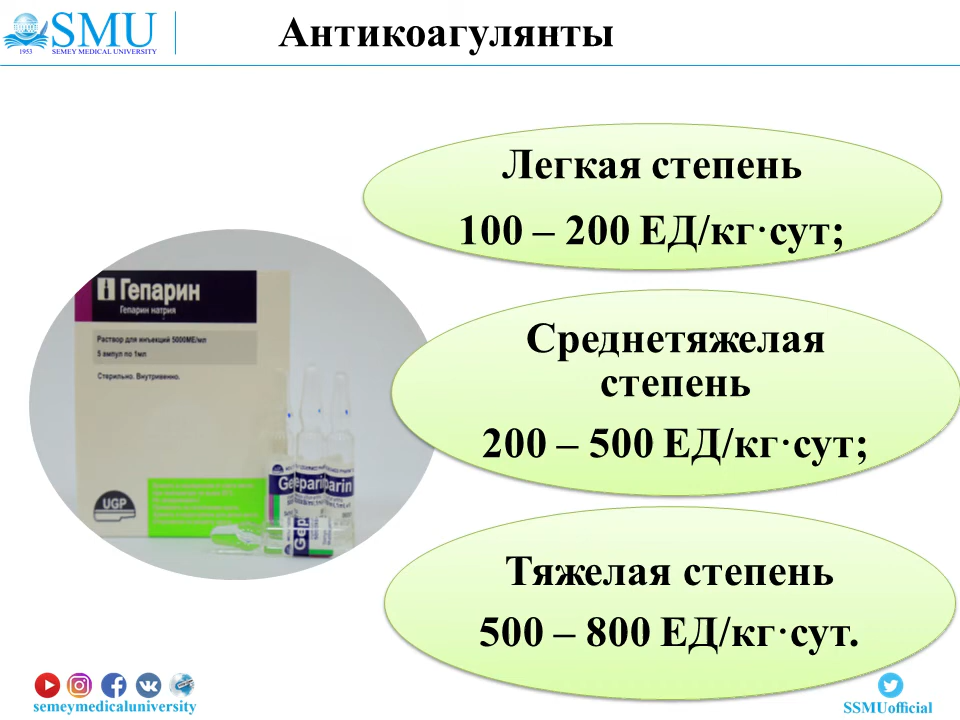 SMU
1953
SEMEY MEDICAL UNIVERSITY
Антикоагулянты
Легкая степень
100 – 200 ЕД/кг·сут;
Гепарин
Гепарин натрия
Раствор для инъекций 5000МЕ/мл
5 ампул по 1мл
Стерильно. Внутривенно.
UGP
Среднетяжелая
степень
200 – 500 ЕД/кг·сут;
Тяжелая степень
500 – 800 ЕД/кг·сут.
semeymedicaluniversity
SSMUofficial